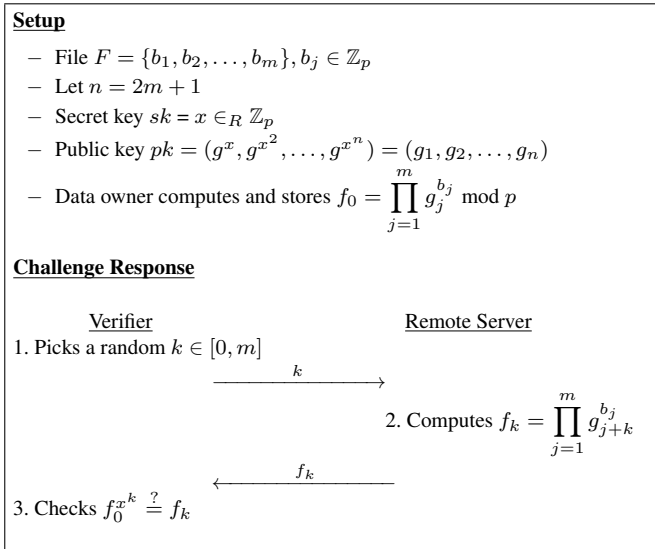 Setup
– File F = {b_1, b_2, . . . , b_m}, b_j ∈ ℤ_p
– Let n = 2m + 1
– Secret key sk = x ∈_R ℤ_p
– Public key pk = (g^x, g^{x^2}, . . . , g^{x^n}) = (g_1, g_2, . . . , g_n)
– Data owner computes and stores f_0 = ∏_{j=1}^{m} g_j^{b_j} mod p
Challenge Response
Verifier Remote Server
1. Picks a random k ∈ [0, m]
k
2. Computes f_k = ∏_{j=1}^{m} g_{j+k}^{b_j}
f_k
3. Checks f_0^{x^k} ≟ f_k